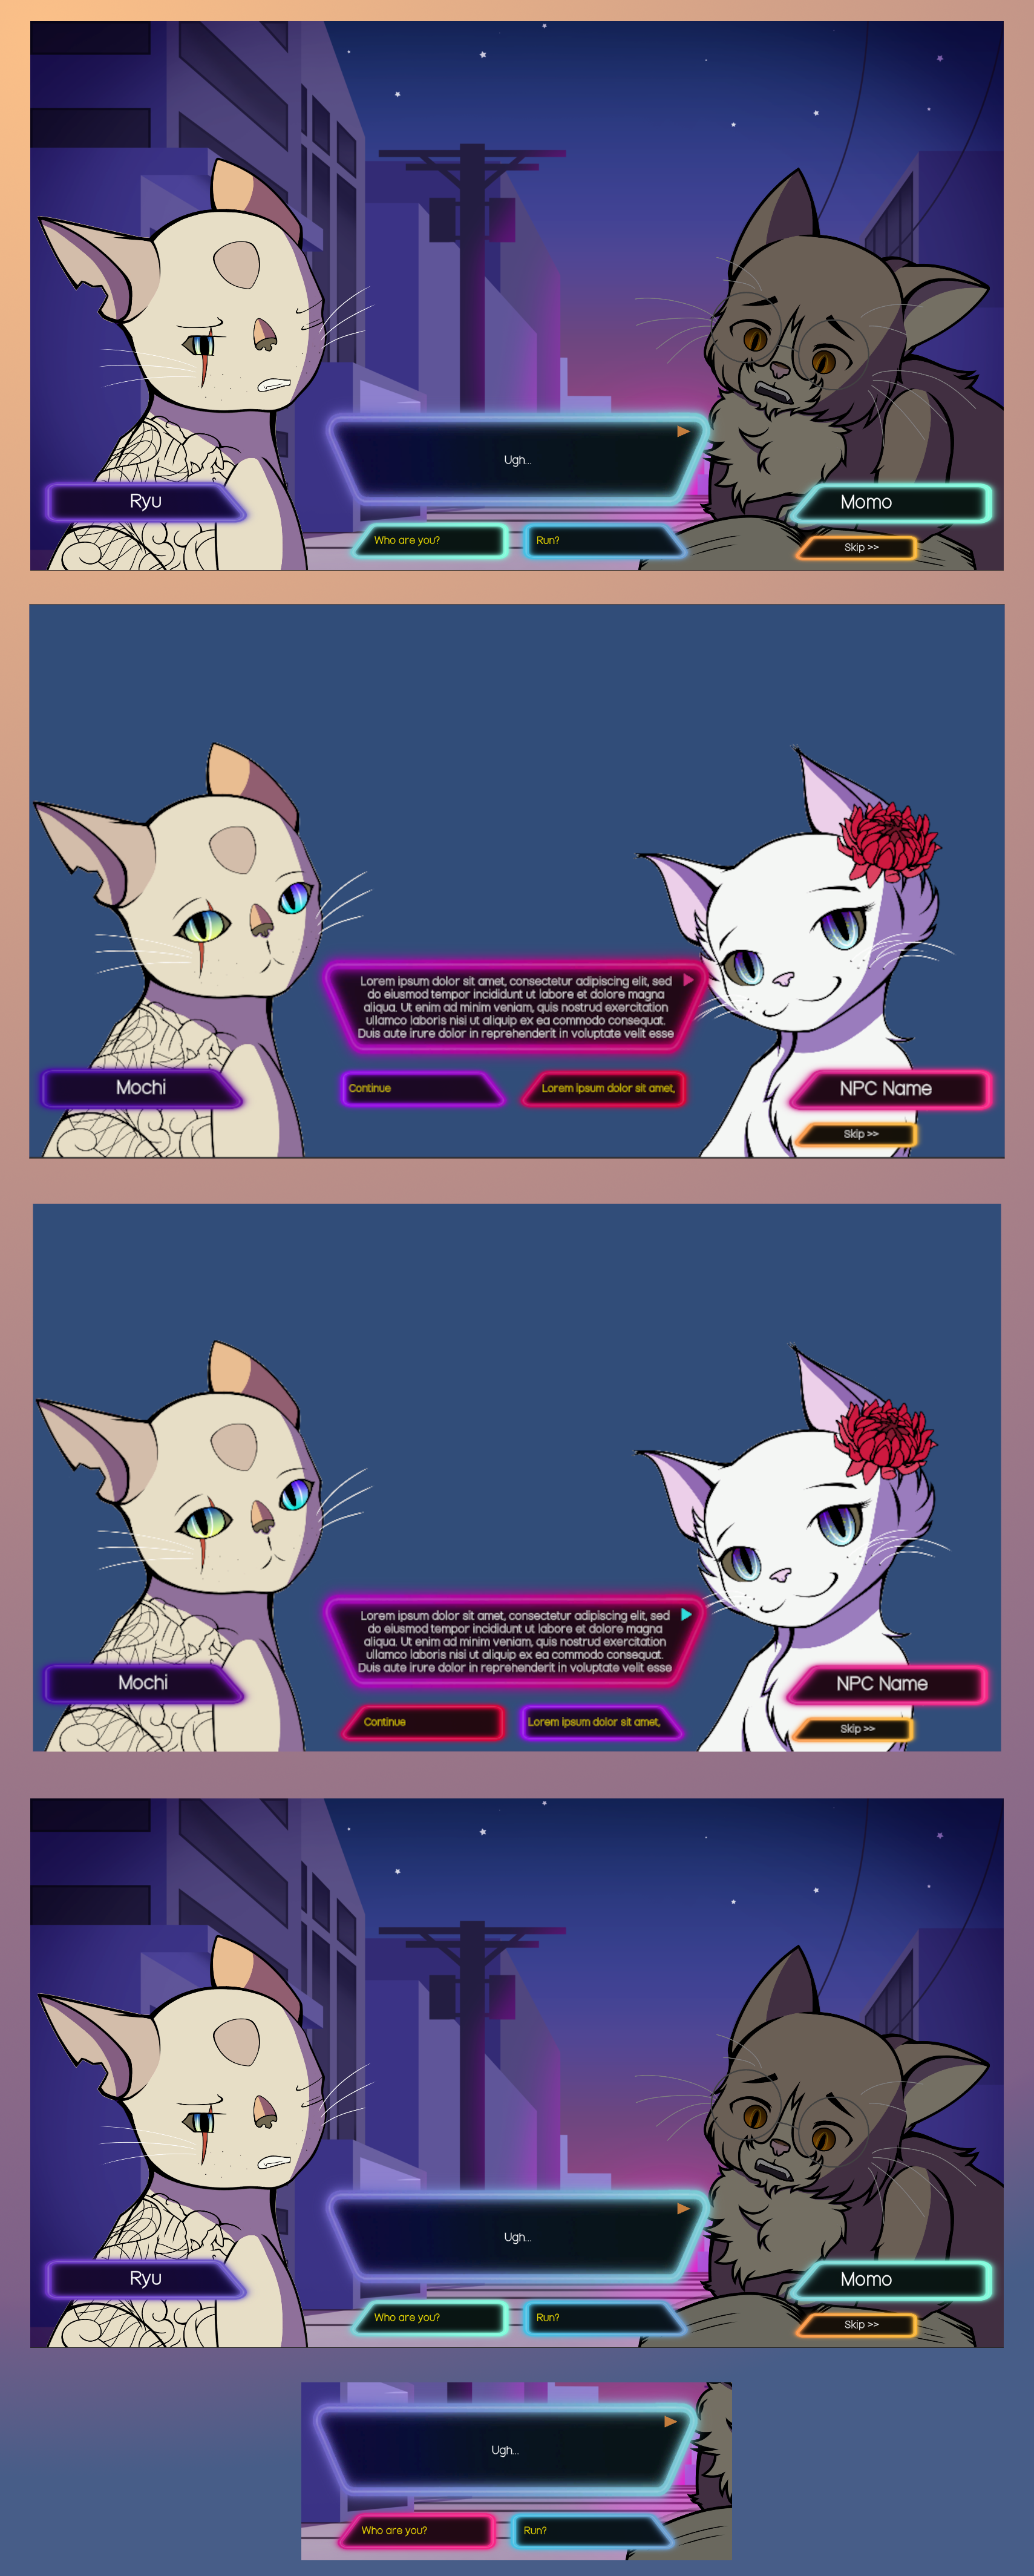 Ugh...
Ryu
Momo
Who are you?
Run?
Skip >>
Lorem ipsum dolor sit amet, consectetur adipiscing elit, sed
do eiusmod tempor incididunt ut labore et dolore magna
aliqua. Ut enim ad minim veniam, quis nostrud exercitation
ullamco laboris nisi ut aliquip ex ea commodo consequat.
Duis aute irure dolor in reprehenderit in voluptate velit esse
Mochi
Continue
Lorem ipsum dolor sit amet,
NPC Name
Skip >>
Lorem ipsum dolor sit amet, consectetur adipiscing elit, sed
do eiusmod tempor incididunt ut labore et dolore magna
aliqua. Ut enim ad minim veniam, quis nostrud exercitation
ullamco laboris nisi ut aliquip ex ea commodo consequat.
Duis aute irure dolor in reprehenderit in voluptate velit esse
Mochi
NPC Name
Continue
Lorem ipsum dolor sit amet,
Skip >>
Ugh...
Ryu
Momo
Who are you?
Run?
Skip >>
Ugh...
Who are you?
Run?